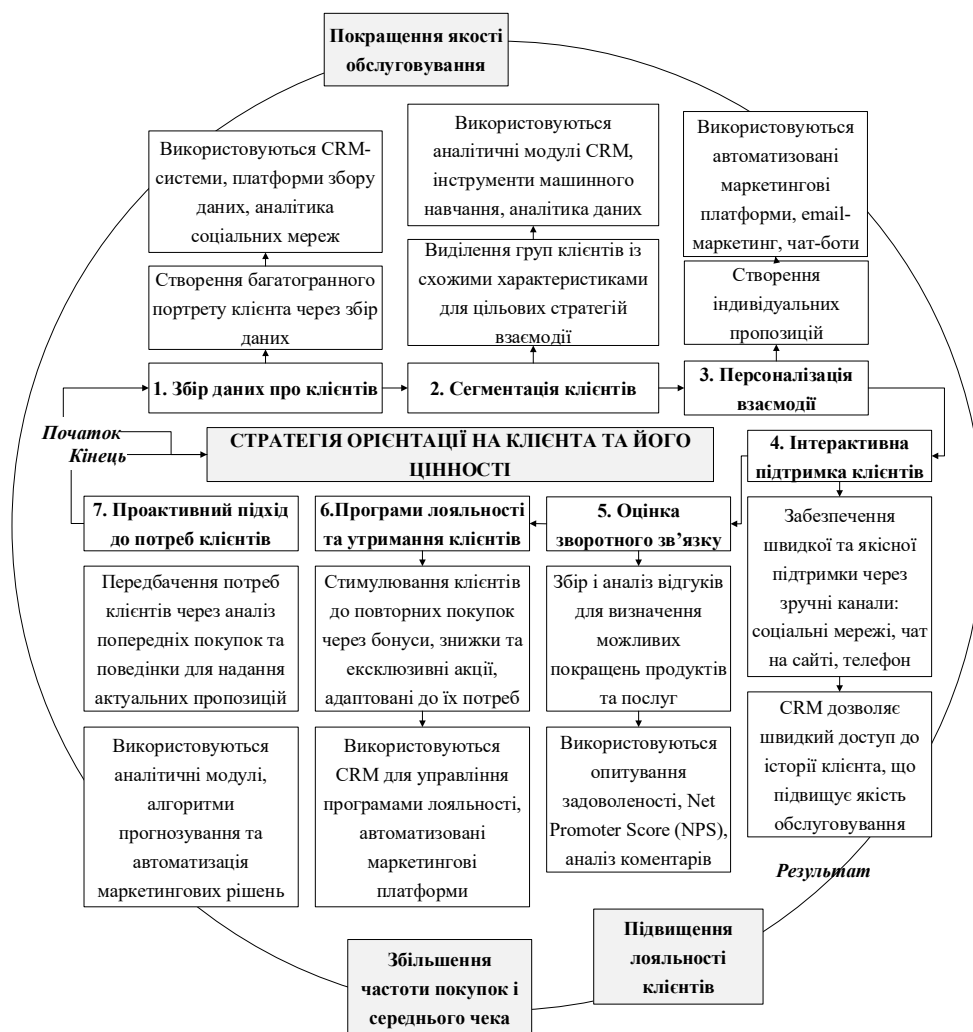 Покращення якості
обслуговування
Використовуються CRM-
системи, платформи збору
даних, аналітика
соціальних мереж
Використовуються
аналітичні модулі CRM,
інструменти машинного
навчання, аналітика даних
Використовуються
автоматизовані
маркетингові
платформи, email-
маркетинг, чат-боти
Створення багатогранного
портрету клієнта через збір
даних
Виділення груп клієнтів із
схожими характеристиками
для цільових стратегій
взаємодії
Створення
індивідуальних
пропозицій
1. Збір даних про клієнтів
2. Сегментація клієнтів
3. Персоналізація
взаємодії
Початок
Кінець
СТРАТЕГІЯ ОРІЄНТАЦІЇ НА КЛІЄНТА ТА ЙОГО
ЦІННОСТІ
4. Інтерактивна
підтримка клієнтів
7. Проактивний підхід
до потреб клієнтів
6.Програми лояльності
та утримання клієнтів
5. Оцінка
зворотного зв’язку
Передбачення потреб
клієнтів через аналіз
попередніх покупок та
поведінки для надання
актуальних пропозицій
Стимулювання клієнтів
до повторних покупок
через бонуси, знижки та
ексклюзивні акції,
адаптовані до їх потреб
Збір і аналіз відгуків
для визначення
можливих
покращень продуктів
та послуг
Забезпечення
швидкої та якісної
підтримки через
зручні канали:
соціальні мережі, чат
на сайті, телефон
Використовуються
аналітичні модулі,
алгоритми
прогнозування та
автоматизація
маркетингових рішень
Використовуються
CRM для управління
програмами лояльності,
автоматизовані
маркетингові
платформи
Використовуються
опитування
задоволеності, Net
Promoter Score (NPS),
аналіз коментарів
CRM дозволяє
швидкий доступ до
історії клієнта, що
підвищує якість
обслуговування
Результат
Збільшення
частоти покупок і
середнього чека
Підвищення
лояльності
клієнтів